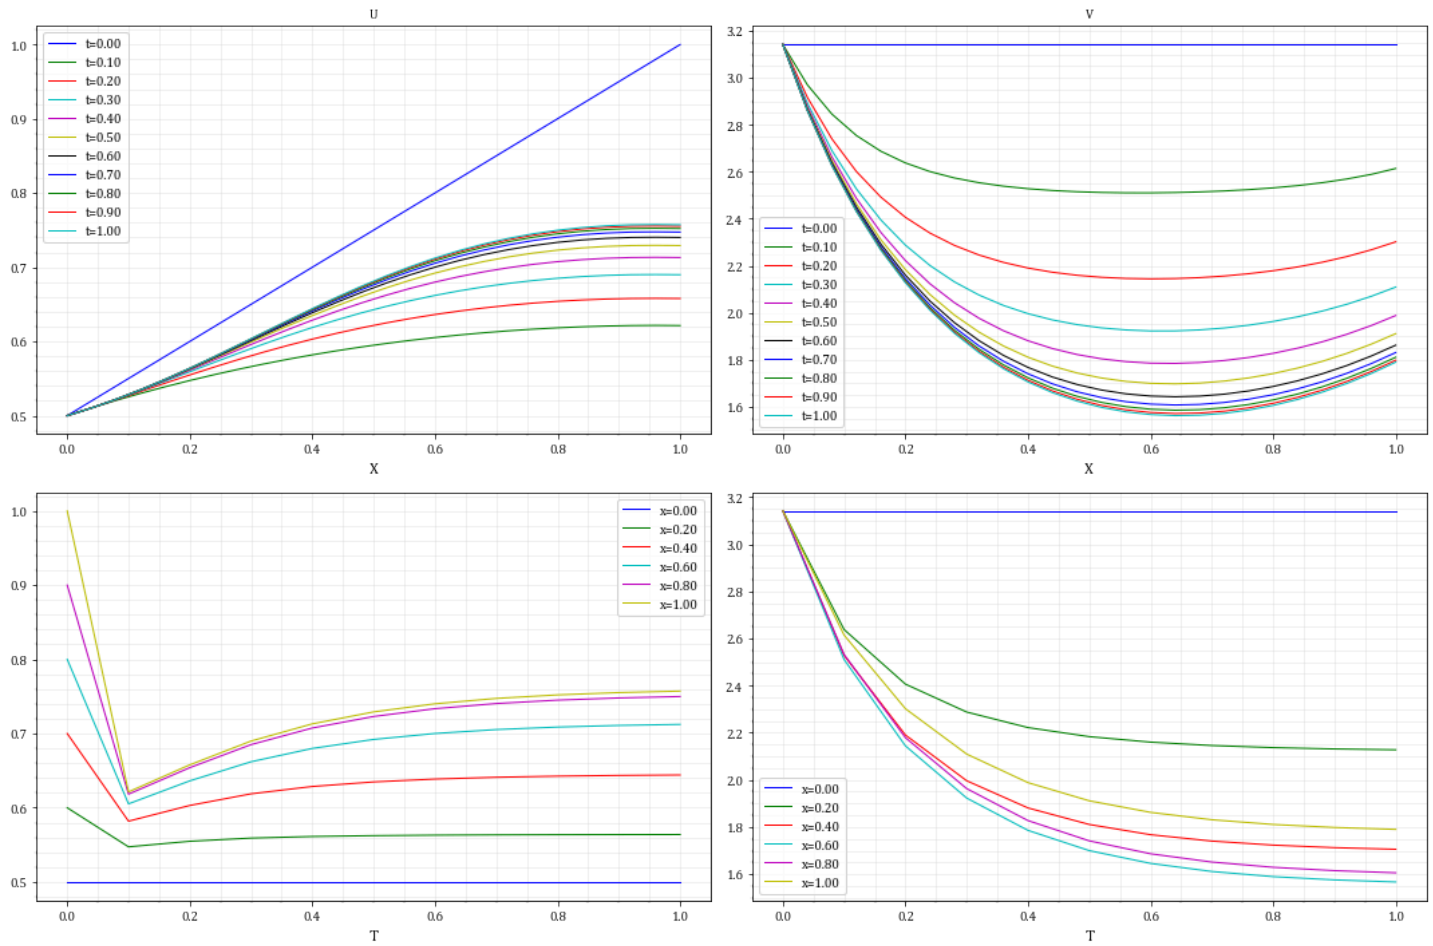 U
1.0
0.9
0.8
0.7
0.6
0.5
t=0.00
t=0.10
t=0.20
t=0.30
t=0.40
t=0.50
t=0.60
t=0.70
t=0.80
t=0.90
t=1.00
0.0 0.2 0.4 0.6 0.8 1.0
X
V
3.2
3.0
2.8
2.6
2.4
2.2
2.0
1.8
1.6
t=0.00
t=0.10
t=0.20
t=0.30
t=0.40
t=0.50
t=0.60
t=0.70
t=0.80
t=0.90
t=1.00
0.0 0.2 0.4 0.6 0.8 1.0
X
1.0
0.9
0.8
0.7
0.6
0.5
x=0.00
x=0.20
x=0.40
x=0.60
x=0.80
x=1.00
0.0 0.2 0.4 0.6 0.8 1.0
T
3.2
3.0
2.8
2.6
2.4
2.2
2.0
1.8
1.6
x=0.00
x=0.20
x=0.40
x=0.60
x=0.80
x=1.00
0.0 0.2 0.4 0.6 0.8 1.0
T